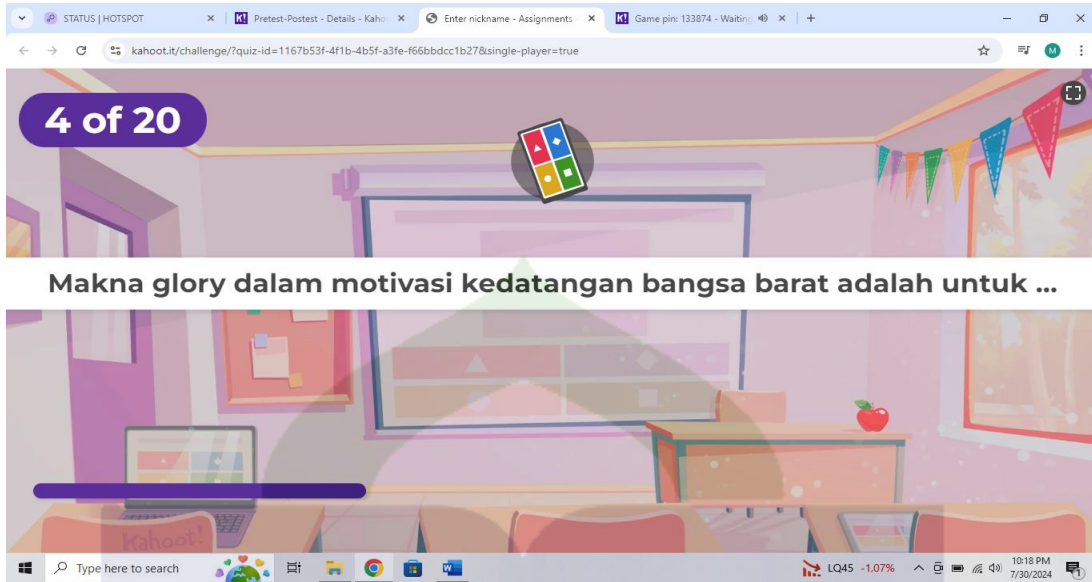 STATUS | HOTSPOT
Pretest-Postest - Details - Kaho
Enter nickname - Assignments
Game pin: 133874 - Waiting
kahoot.it/challenge/?quiz-id=1167b53f-4f1b-4b5f-a3fe-f66bbdcc1b27&single-player=true
M
4 of 20
Makna glory dalam motivasi kedatangan bangsa barat adalah untuk ...
Kahoot!
Type here to search
LQ45 -1,07%
10:18 PM
7/30/2024